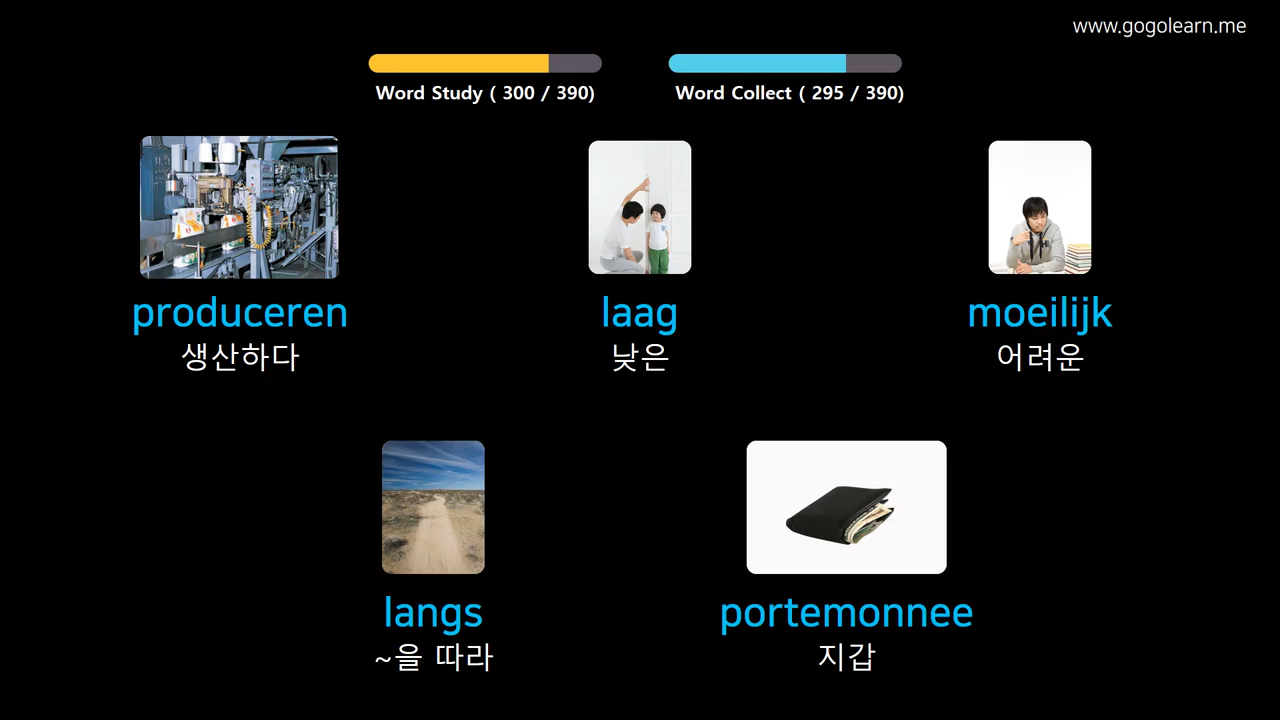 www.gogolearn.me
Word Study ( 300 / 390)
Word Collect ( 295 / 390)
produceren
생산하다
laag
낮은
moeilijk
어려운
langs
~을 따라
portemonnee
지갑